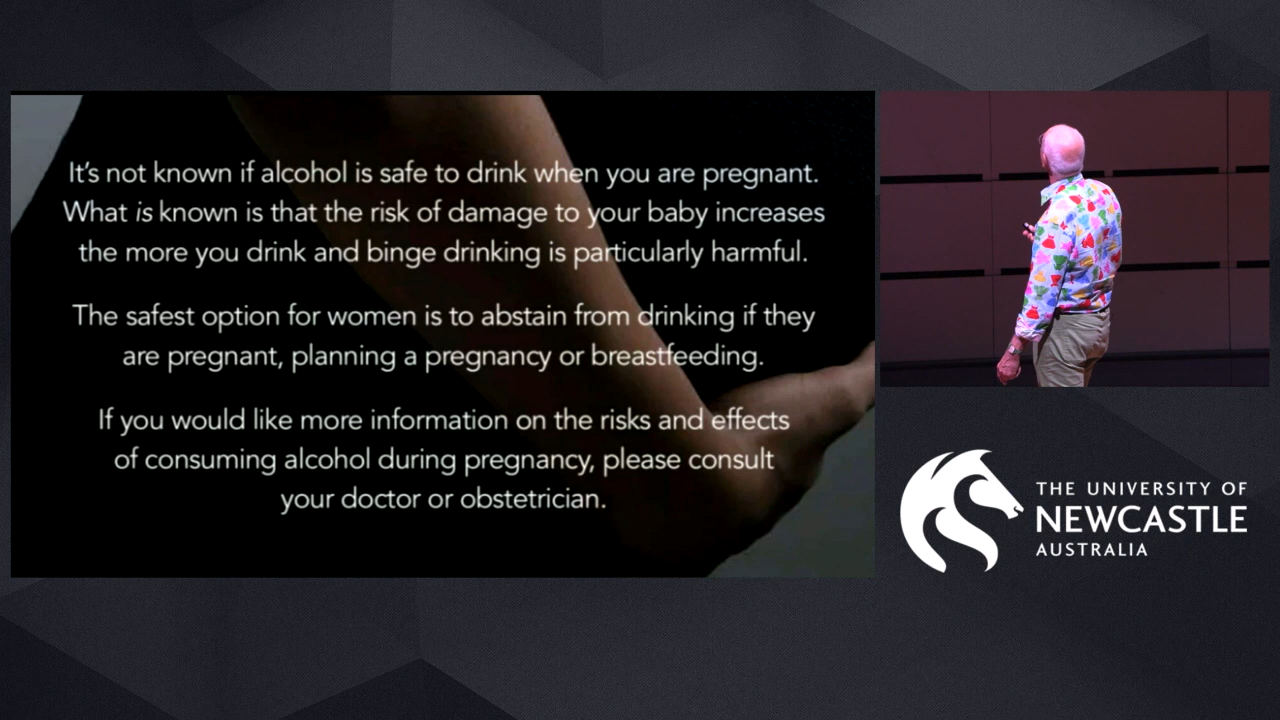 It's not known if alcohol is safe to drink when you are pregnant.
What is known is that the risk of damage to your baby increases
the more you drink and binge drinking is particularly harmful.
The safest option for women is to abstain from drinking if they
are pregnant, planning a pregnancy or breastfeeding.
If you would like more information on the risks and effects
of consuming alcohol during pregnancy, please consult
your doctor or obstetrician.
THE UNIVERSITY OF
NEWCASTLE
AUSTRALIA